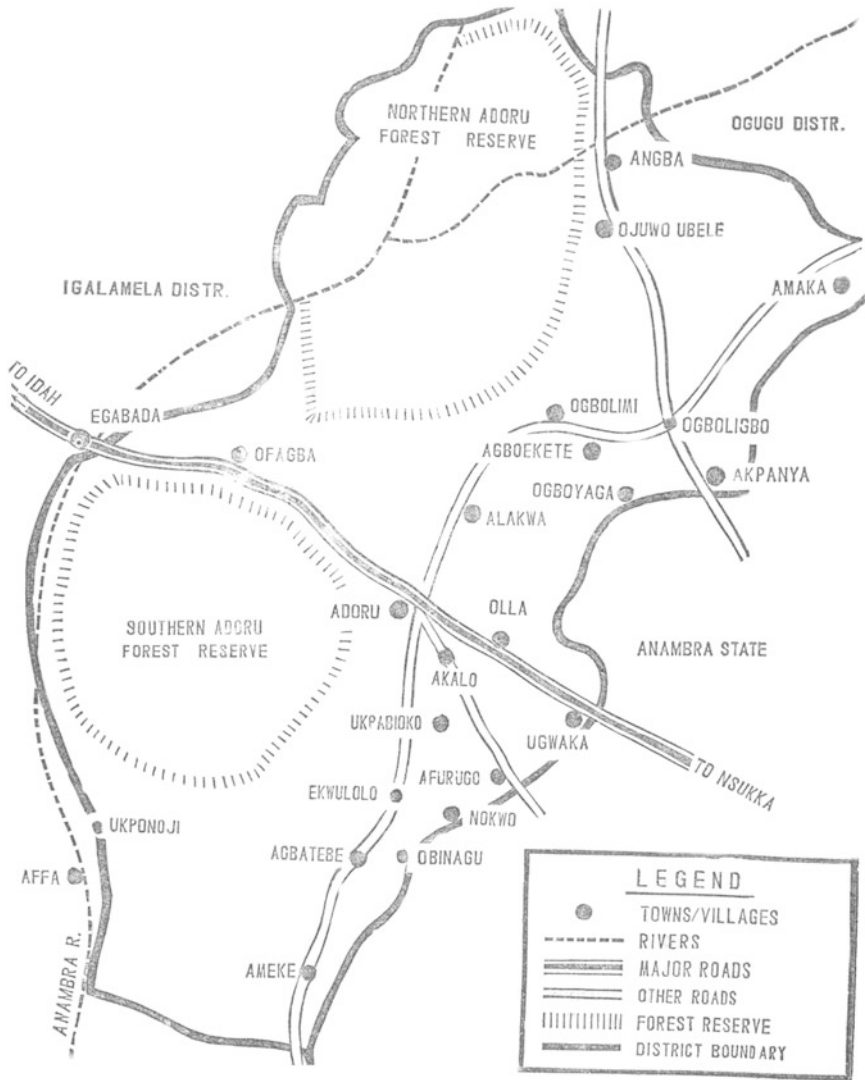 NORTHERN ADORU
FOREST RESERVE
OGUGU DISTR.
ANGBA
OJUWO UBELE
IGALAMELA DISTR.
AMAKA
TO IDAH
EGABADA
OGBOLIMI
OGBOLISBO
OFAGBA
AGBOEKETE
AKPANYA
OGBOYAGA
ALAKWA
ADORU
OLLA
SOUTHERN ADORU
FOREST RESERVE
ANAMBRA STATE
AKALO
UKPABIOKO
UGWAKA
AFURUGO
TO NSUKKA
EKWULOLO
NOKWO
UKPONOJI
AGBATEBE
OBINAGU
AFFA
AMEKE
ANAMBRA R.
LEGEND
TOWNS/VILLAGES
RIVERS
MAJOR ROADS
OTHER ROADS
FOREST RESERVE
DISTRICT BOUNDARY